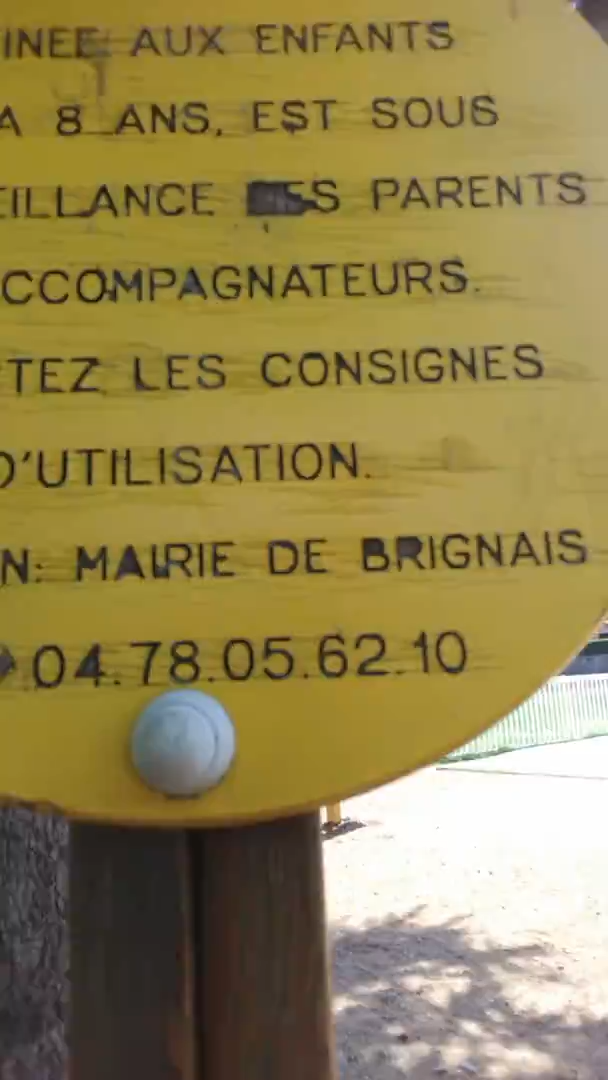 INEE AUX ENFANTS
A 8 ANS, EST SOUS
EILLANCE DES PARENTS
CCOMPAGNATEURS.
TEZ LES CONSIGNES
D'UTILISATION.
N: MAIRIE DE BRIGNAIS
04.78.05.62.10